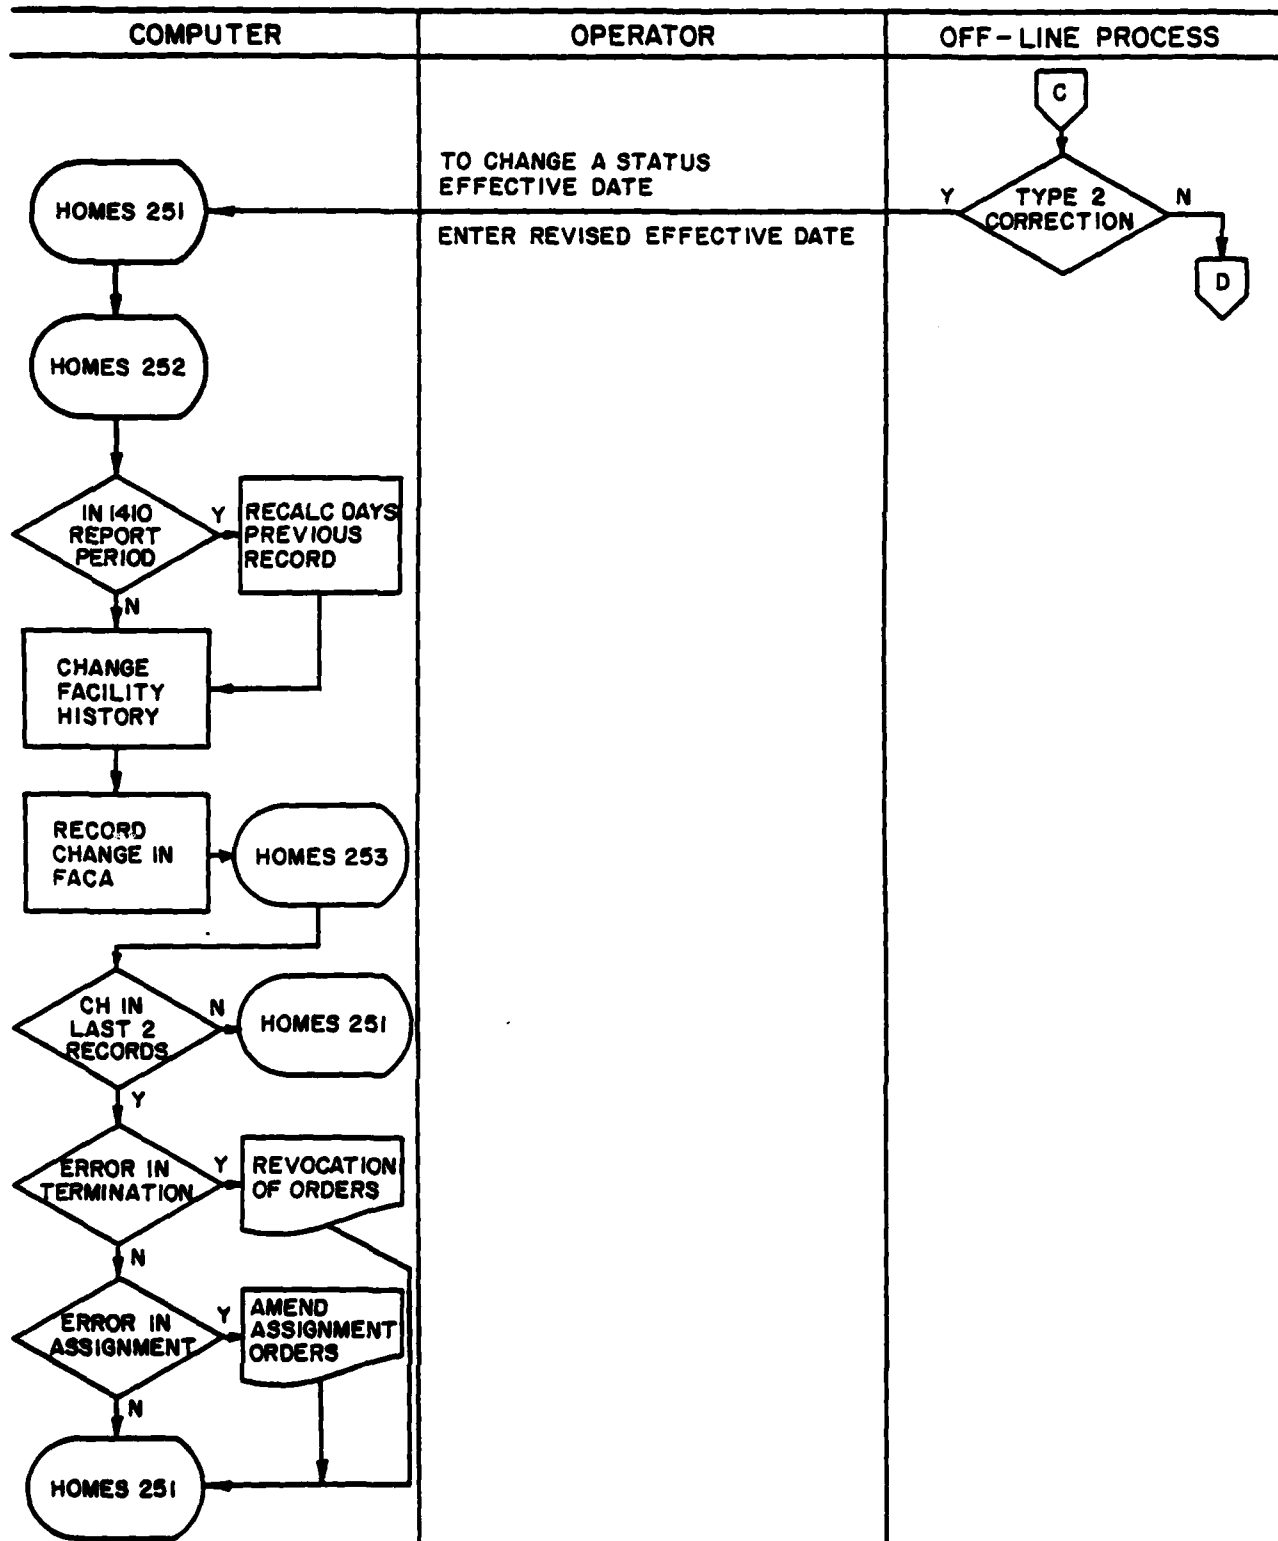 COMPUTER
OPERATOR
OFF-LINE PROCESS
C
TYPE 2
CORRECTION
Y
N
D
TO CHANGE A STATUS
EFFECTIVE DATE
ENTER REVISED EFFECTIVE DATE
HOMES 251
HOMES 252
IN 1410
REPORT
PERIOD
Y
RECALC DAYS
PREVIOUS
RECORD
N
CHANGE
FACILITY
HISTORY
RECORD
CHANGE IN
FACA
HOMES 253
CH IN
LAST 2
RECORDS
N
HOMES 251
Y
ERROR IN
TERMINATION
Y
REVOCATION
OF ORDERS
N
ERROR IN
ASSIGNMENT
Y
AMEND
ASSIGNMENT
ORDERS
N
HOMES 251